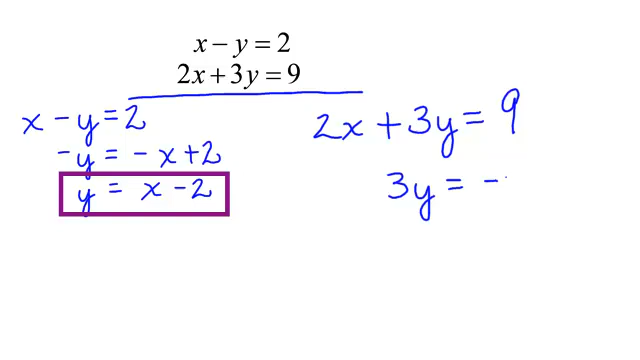 x − y = 2
2x + 3y = 9
x - y = 2
-y = -x + 2
y = x - 2
2x + 3y = 9
3y = -